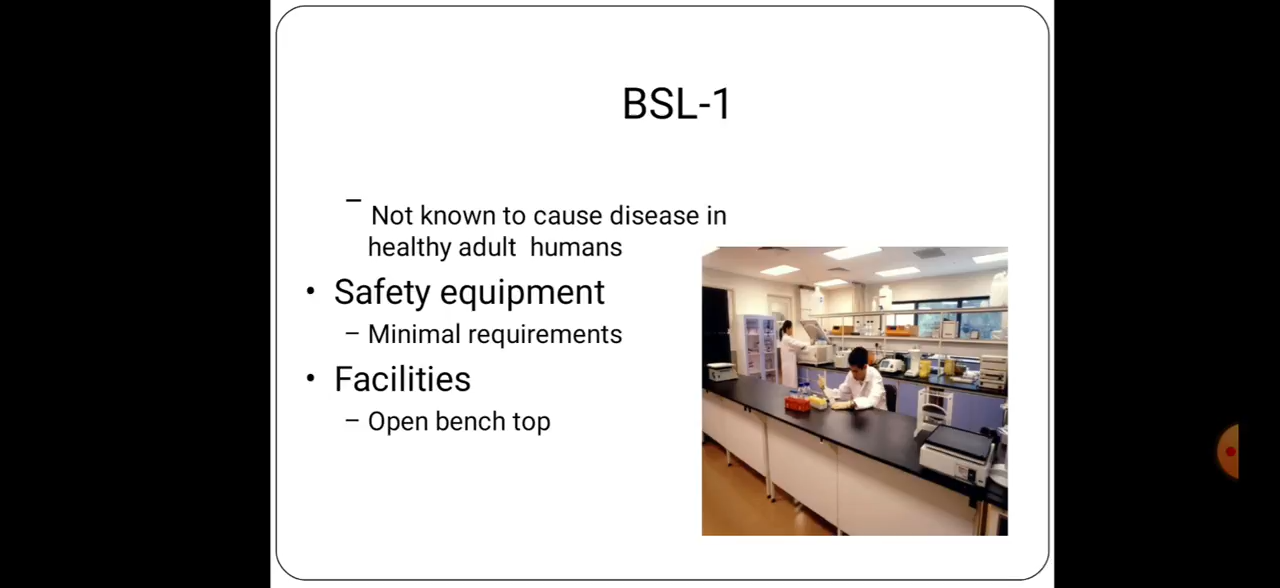 BSL-1
– Not known to cause disease in
healthy adult humans
• Safety equipment
– Minimal requirements
• Facilities
– Open bench top